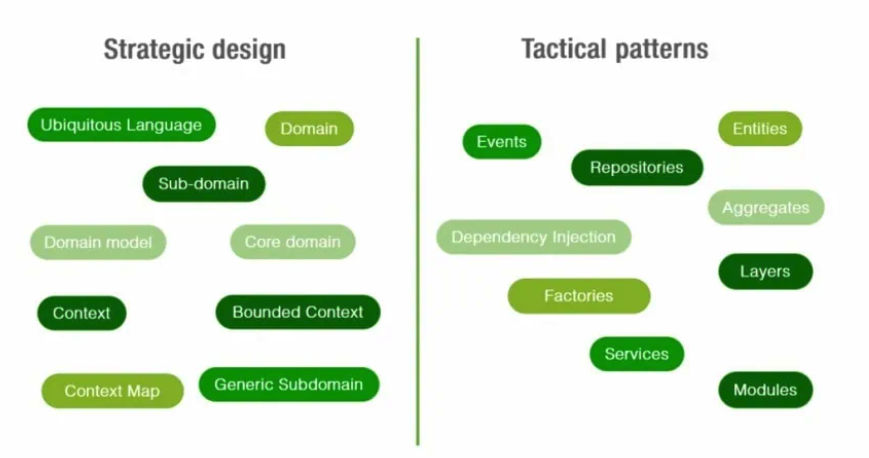 Strategic design
Ubiquitous Language
Domain
Sub-domain
Domain model
Core domain
Context
Bounded Context
Context Map
Generic Subdomain
Tactical patterns
Events
Entities
Repositories
Aggregates
Dependency Injection
Layers
Factories
Services
Modules